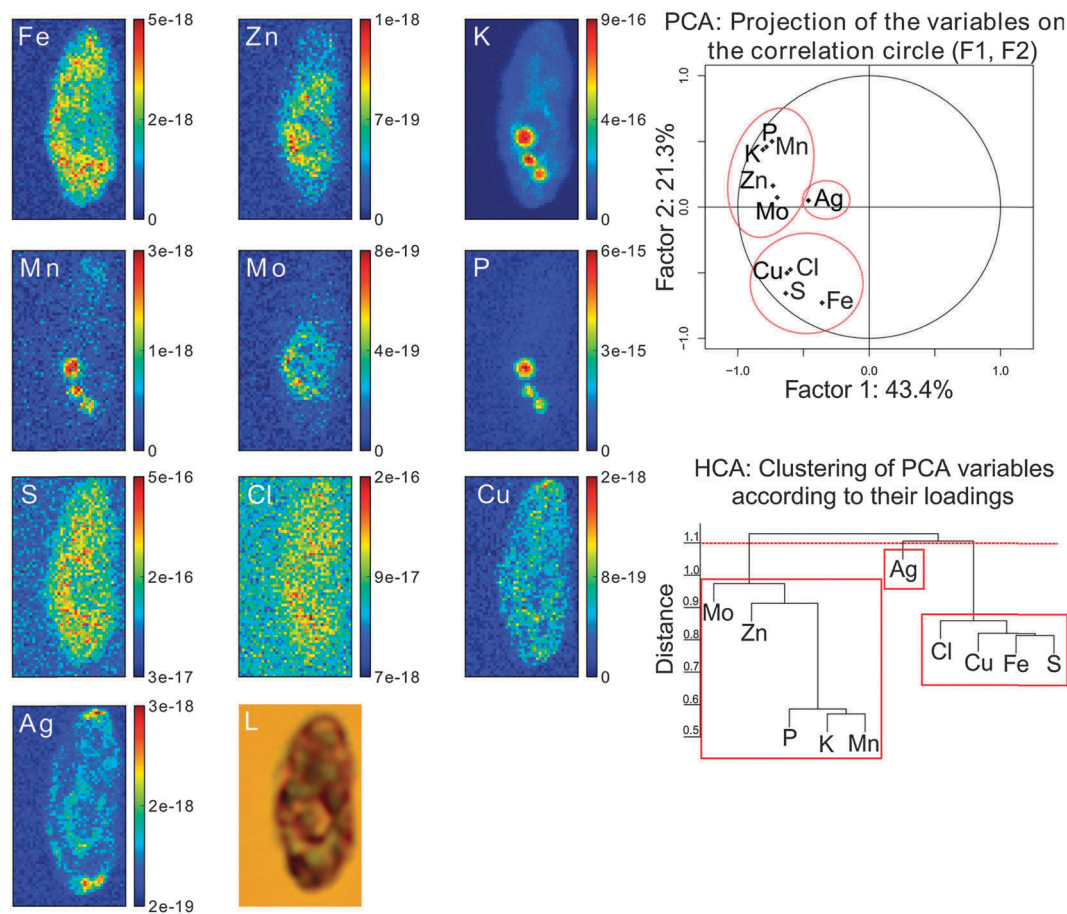 Fe
5e-18
2e-18
0
Zn
1e-18
7e-19
0
K
9e-16
4e-16
0
Mn
3e-18
1e-18
0
Mo
8e-19
4e-19
0
P
6e-15
3e-15
0
S
5e-16
2e-16
3e-17
Cl
2e-16
9e-17
7e-18
Cu
2e-18
8e-19
0
Ag
3e-18
2e-18
2e-19
L
PCA: Projection of the variables on
the correlation circle (F1, F2)
Factor 2: 21.3%
1.0
0.0
−1.0
P
K
Mn
Zn
Mo
Ag
Cu
Cl
S
Fe
−1.0
0.0
1.0
Factor 1: 43.4%
HCA: Clustering of PCA variables
according to their loadings
Distance
1.1
1.0
0.9
0.8
0.7
0.6
0.5
Ag
Mo
Zn
Cl
Cu
Fe
S
P
K
Mn